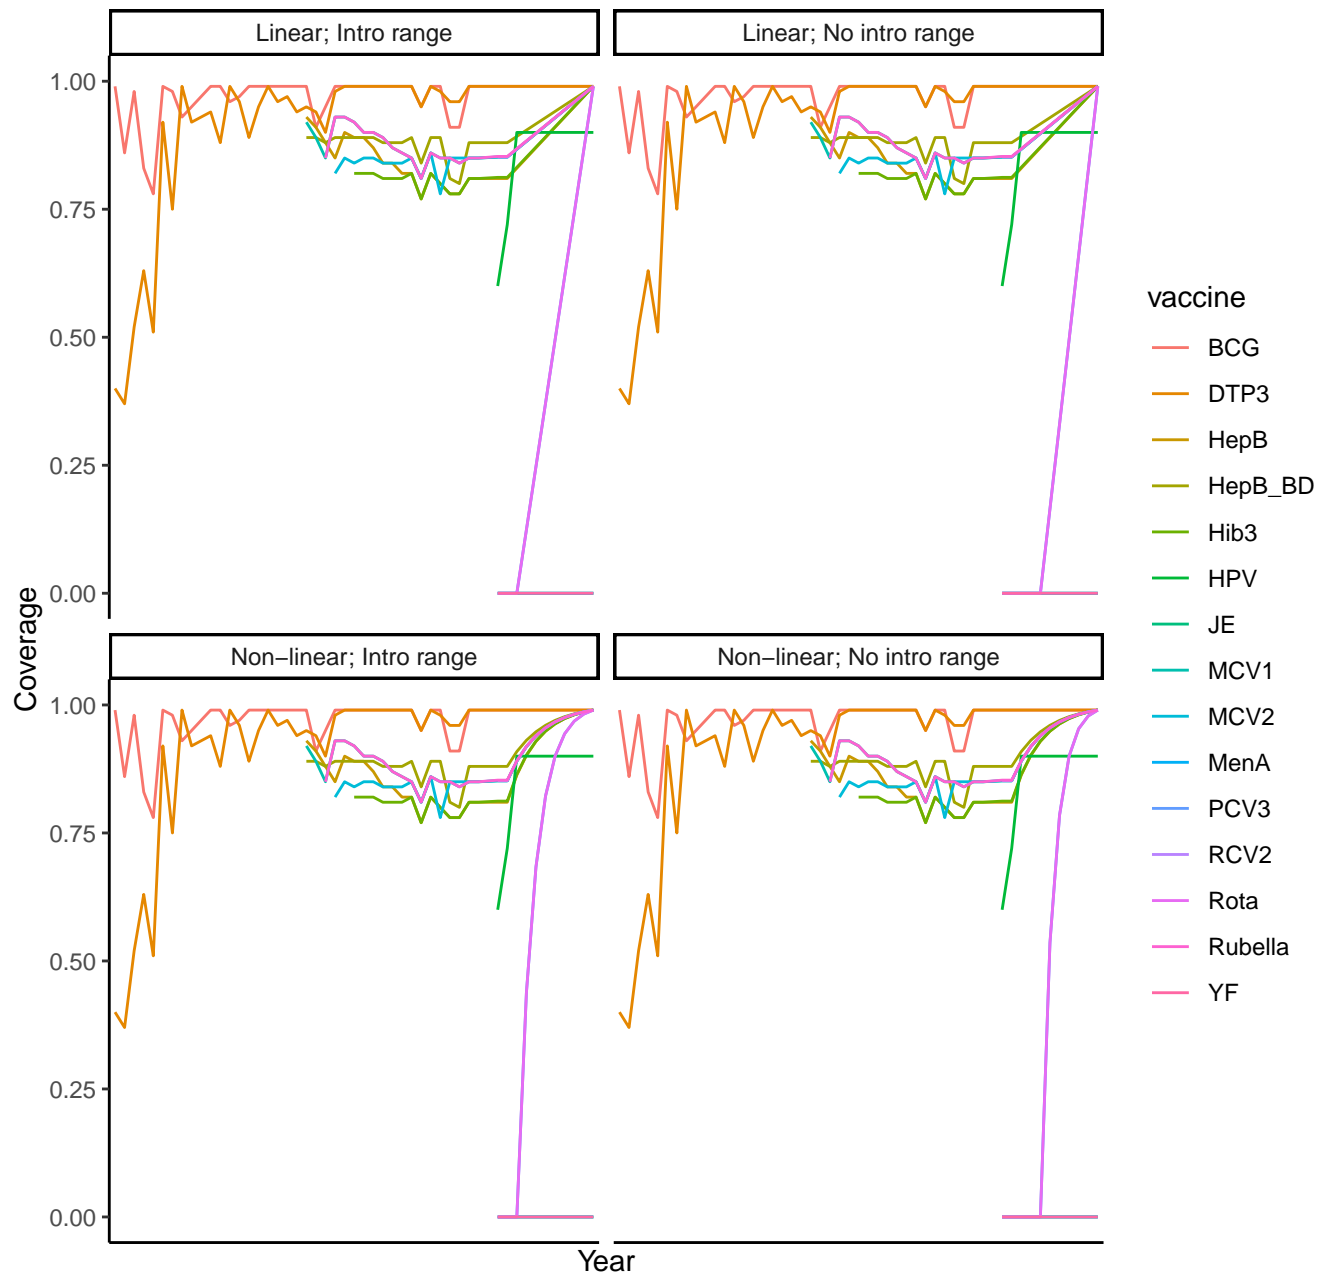 Linear; Intro range
Linear; No intro range
1.00
0.75
0.50
0.25
0.00
Non−linear; Intro range
Non−linear; No intro range
1.00
0.75
0.50
0.25
0.00
Coverage
Year
vaccine
BCG
DTP3
HepB
HepB_BD
Hib3
HPV
JE
MCV1
MCV2
MenA
PCV3
RCV2
Rota
Rubella
YF